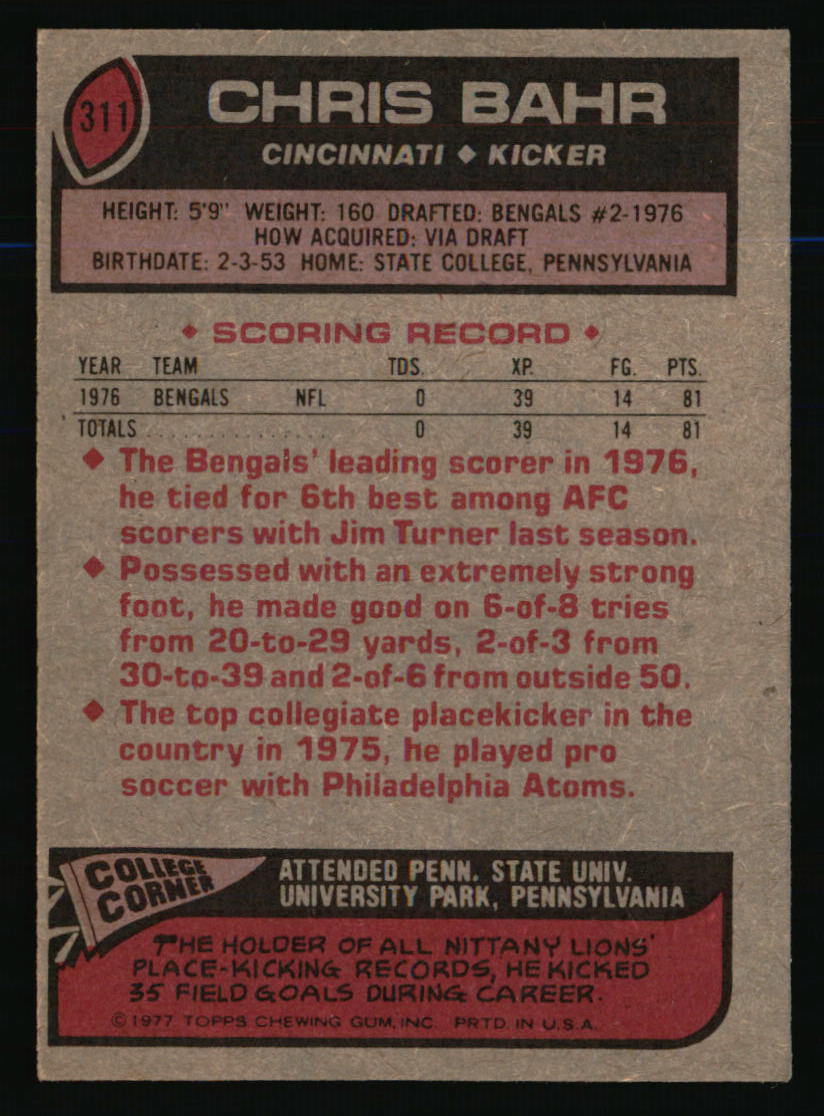 311
CHRIS BAHR
CINCINNATI ◆ KICKER
HEIGHT: 5'9" WEIGHT: 160 DRAFTED: BENGALS #2-1976
HOW ACQUIRED: VIA DRAFT
BIRTHDATE: 2-3-53 HOME: STATE COLLEGE, PENNSYLVANIA
◆ SCORING RECORD ◆
YEAR TEAM TDS. XP. FG. PTS.
1976 BENGALS NFL 0 39 14 81
TOTALS . . . . . . . . . . . . . . . . 0 39 14 81
◆ The Bengals' leading scorer in 1976,
he tied for 6th best among AFC
scorers with Jim Turner last season.
◆ Possessed with an extremely strong
foot, he made good on 6-of-8 tries
from 20-to-29 yards, 2-of-3 from
30-to-39 and 2-of-6 from outside 50.
◆ The top collegiate placekicker in the
country in 1975, he played pro
soccer with Philadelphia Atoms.
COLLEGE
CORNER
ATTENDED PENN. STATE UNIV.
UNIVERSITY PARK, PENNSYLVANIA
THE HOLDER OF ALL NITTANY LIONS'
PLACE-KICKING RECORDS, HE KICKED
35 FIELD GOALS DURING CAREER.
© 1977 TOPPS CHEWING GUM, INC. PRTD. IN U.S.A.